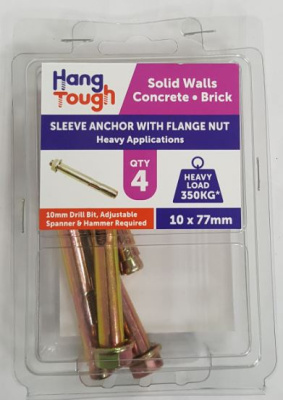 Hang
Tough
Solid Walls
Concrete • Brick
SLEEVE ANCHOR WITH FLANGE NUT
Heavy Applications
QTY
4
HEAVY
LOAD
350KG*
10mm Drill Bit, Adjustable
Spanner & Hammer Required
10 x 77mm